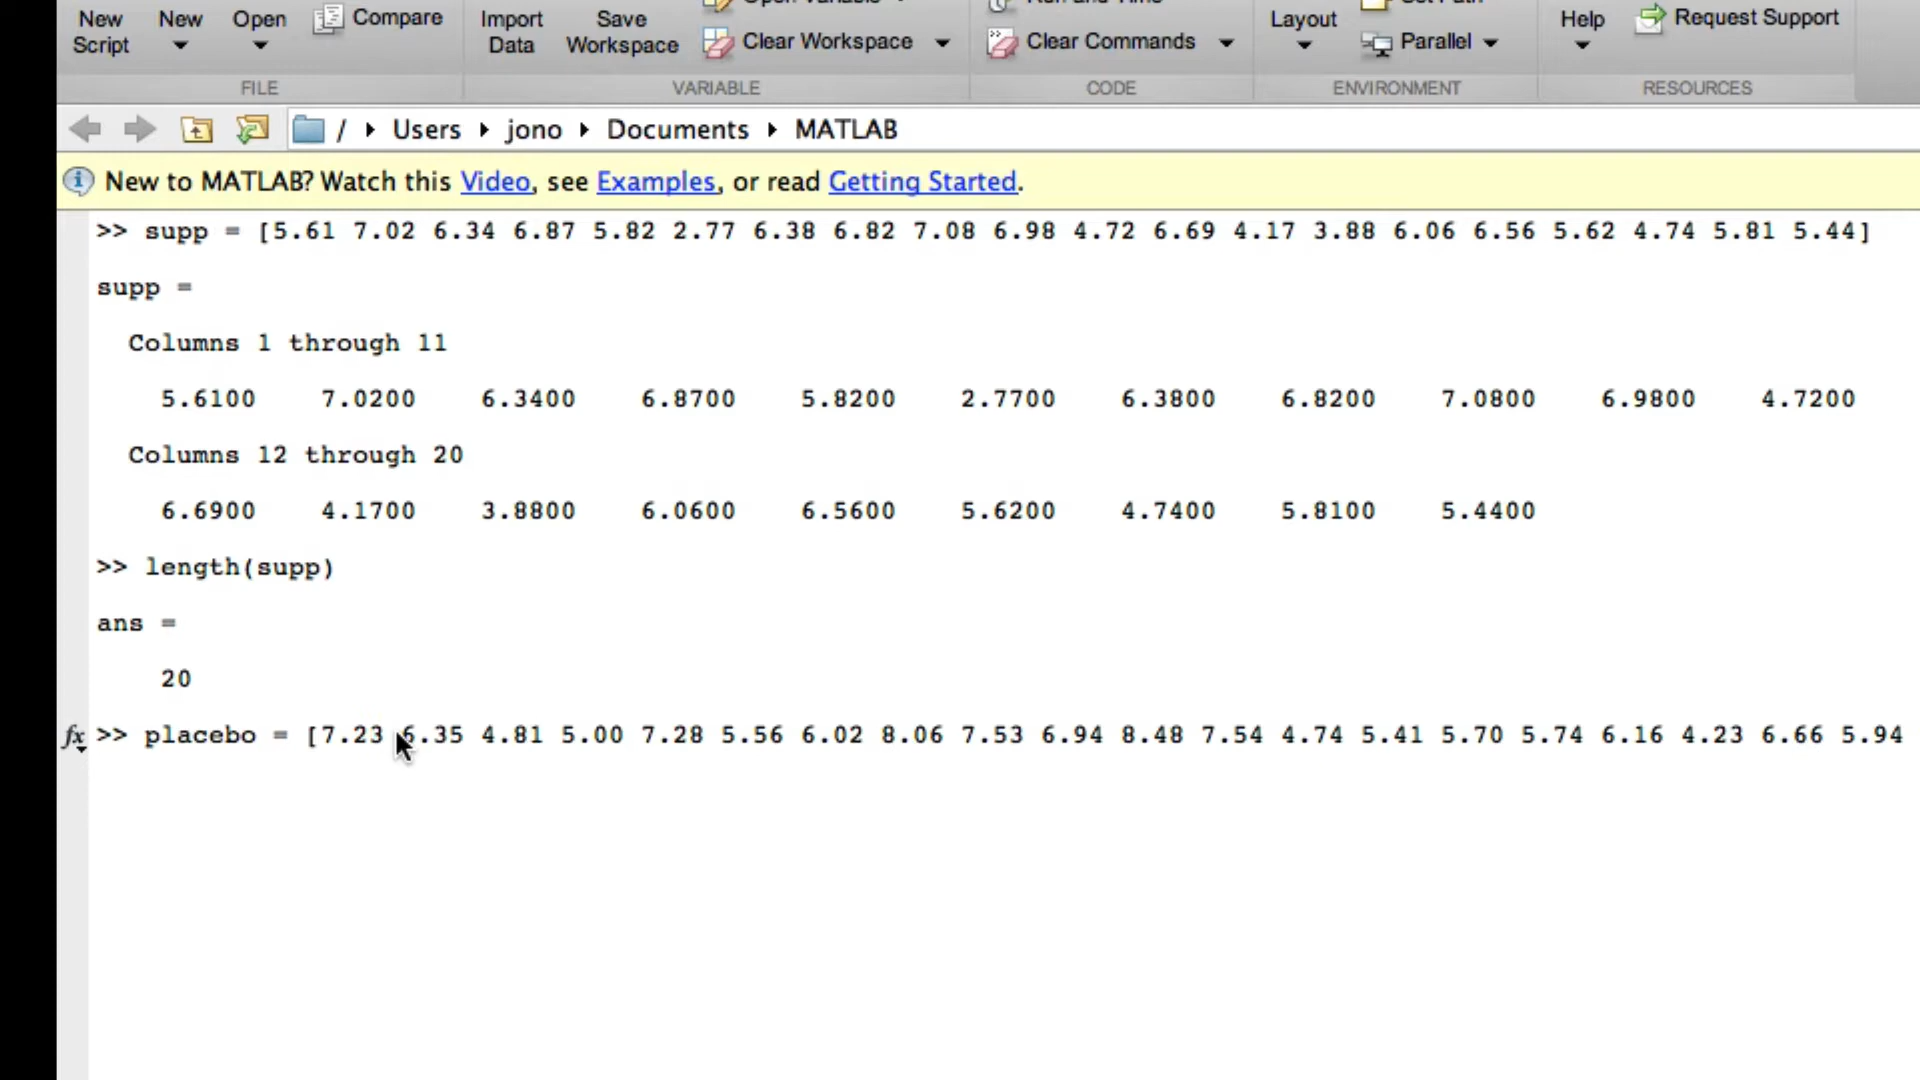 New Script
New
Open
Compare
Import Data
Save Workspace
Open Variable
Clear Workspace
Run and Time
Clear Commands
Layout
Set Path
Parallel
Help
Request Support
FILE
VARIABLE
CODE
ENVIRONMENT
RESOURCES
/ Users jono Documents MATLAB
New to MATLAB? Watch this Video, see Examples, or read Getting Started.
>> supp = [5.61 7.02 6.34 6.87 5.82 2.77 6.38 6.82 7.08 6.98 4.72 6.69 4.17 3.88 6.06 6.56 5.62 4.74 5.81 5.44]
supp =
Columns 1 through 11
5.6100 7.0200 6.3400 6.8700 5.8200 2.7700 6.3800 6.8200 7.0800 6.9800 4.7200
Columns 12 through 20
6.6900 4.1700 3.8800 6.0600 6.5600 5.6200 4.7400 5.8100 5.4400
>> length(supp)
ans =
20
fx >> placebo = [7.23 6.35 4.81 5.00 7.28 5.56 6.02 8.06 7.53 6.94 8.48 7.54 4.74 5.41 5.70 5.74 6.16 4.23 6.66 5.94